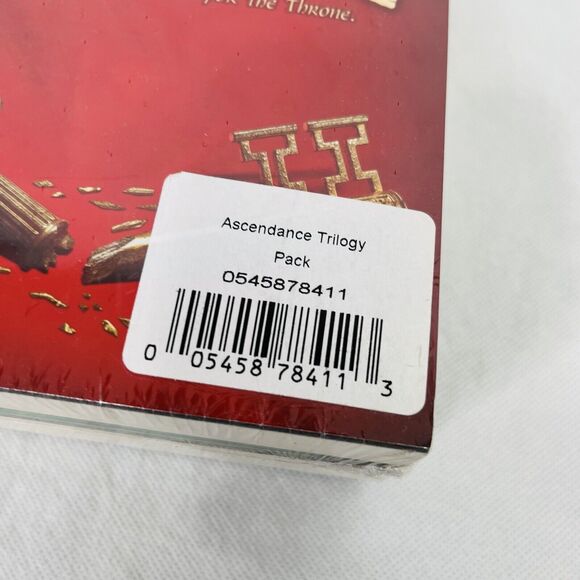 for the Throne.
Ascendance Trilogy
Pack
0545878411
0 05458 78411 3